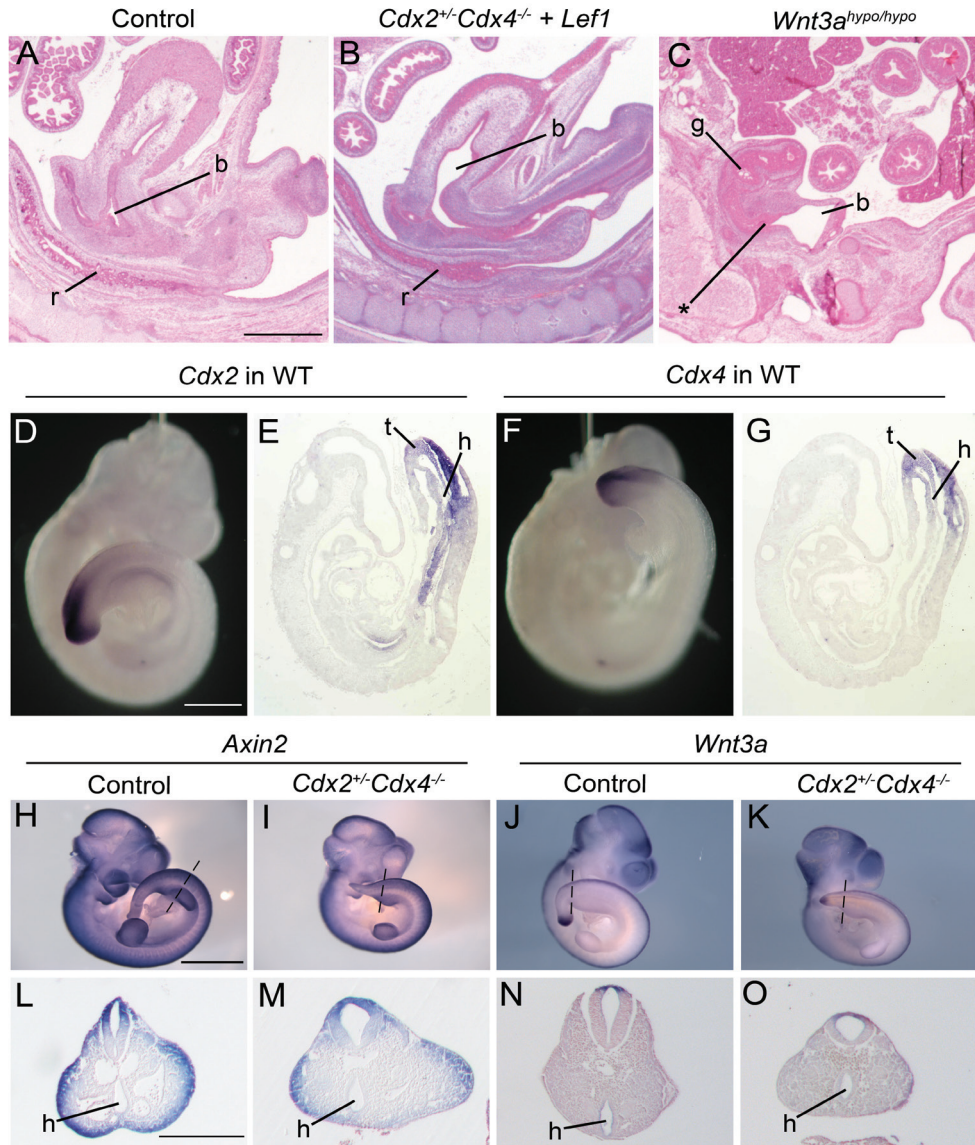 Control
Cdx2+/-Cdx4-/- + Lef1
Wnt3ahypo/hypo
A
b
r
B
b
r
C
g
b
*
Cdx2 in WT
Cdx4 in WT
D
E
t
h
F
G
t
h
Axin2
Wnt3a
Control
Cdx2+/-Cdx4-/-
Control
Cdx2+/-Cdx4-/-
H
I
J
K
L
h
M
h
N
h
O
h